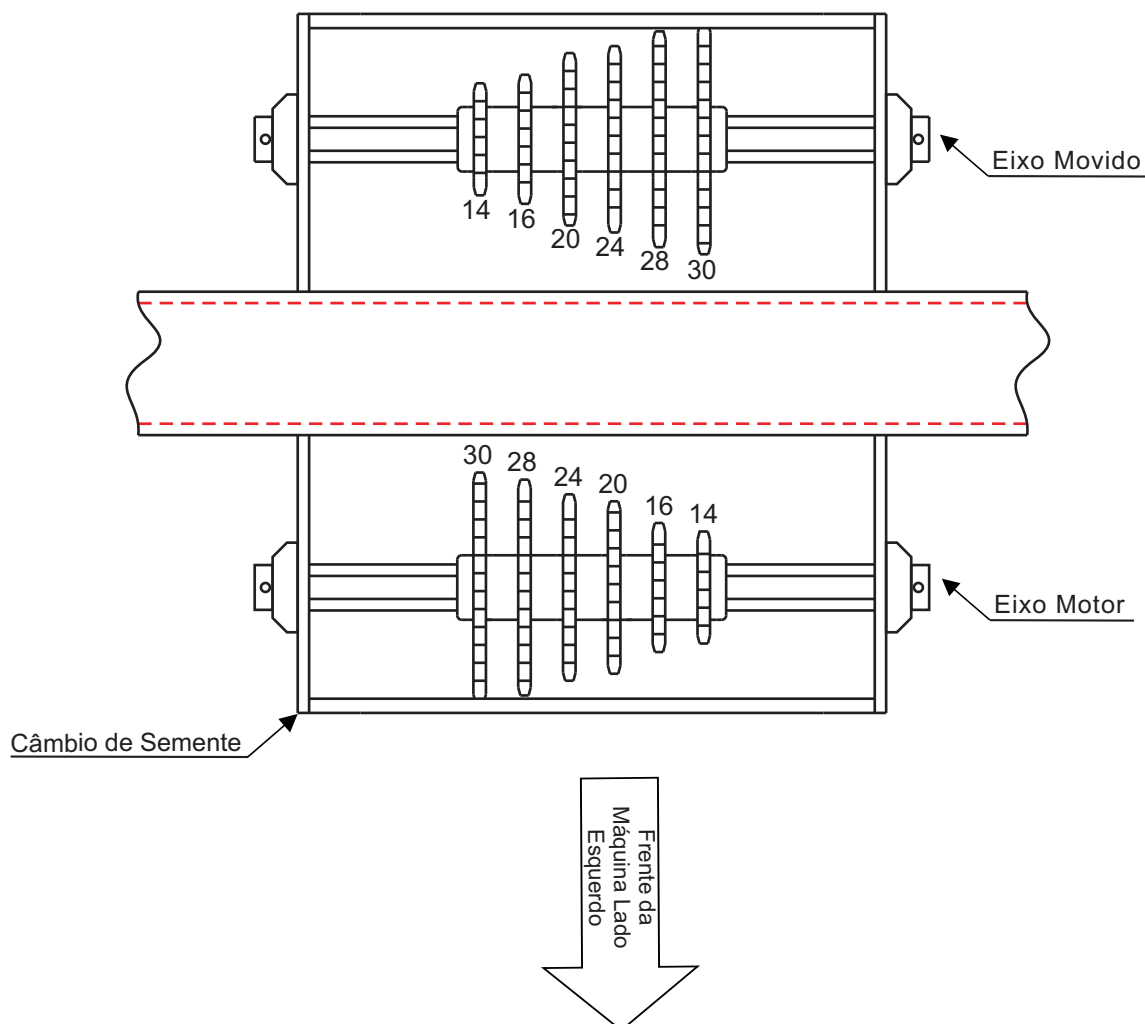 Eixo Movido
14
16
20
24
28
30
30
28
24
20
16
14
Eixo Motor
Câmbio de Semente
Frente da
Máquina Lado
Esquerdo